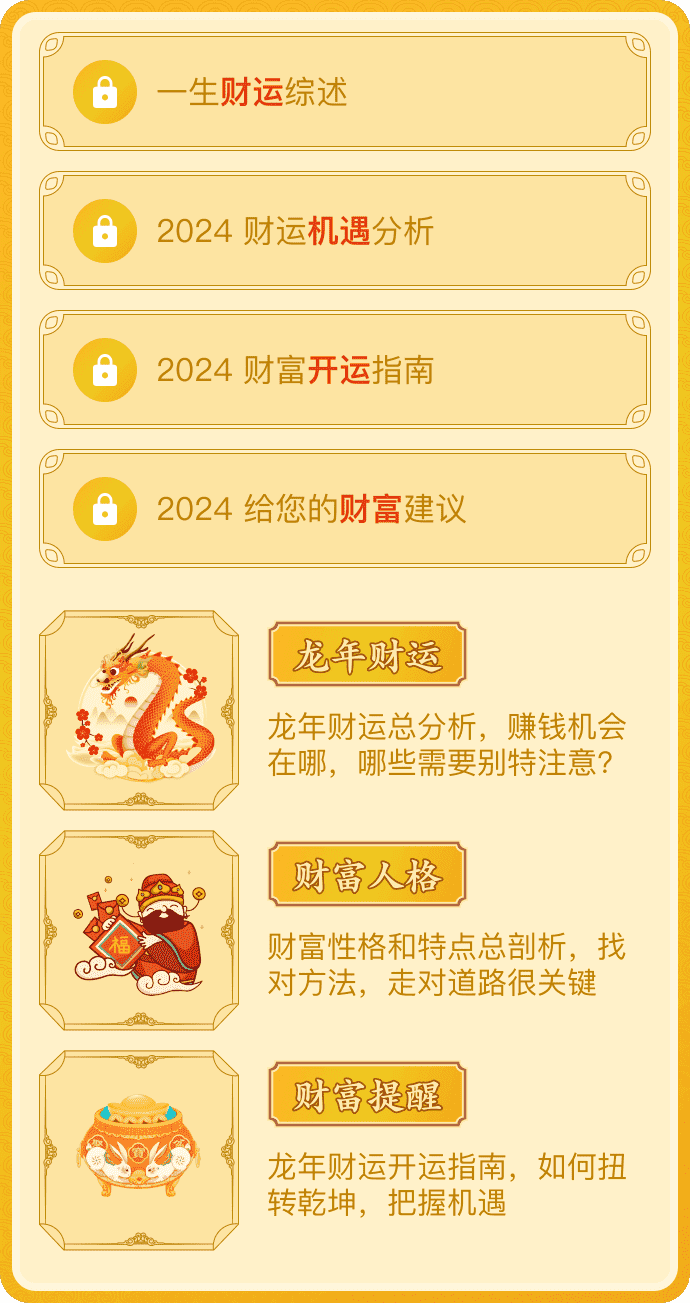 一生财运综述
2024 财运机遇分析
2024 财富开运指南
2024 给您的财富建议
龙年财运
龙年财运总分析，赚钱机会
在哪，哪些需要别特注意？
福
财富人格
财富性格和特点总剖析，找
对方法，走对道路很关键
财富提醒
龙年财运开运指南，如何扭
转乾坤，把握机遇